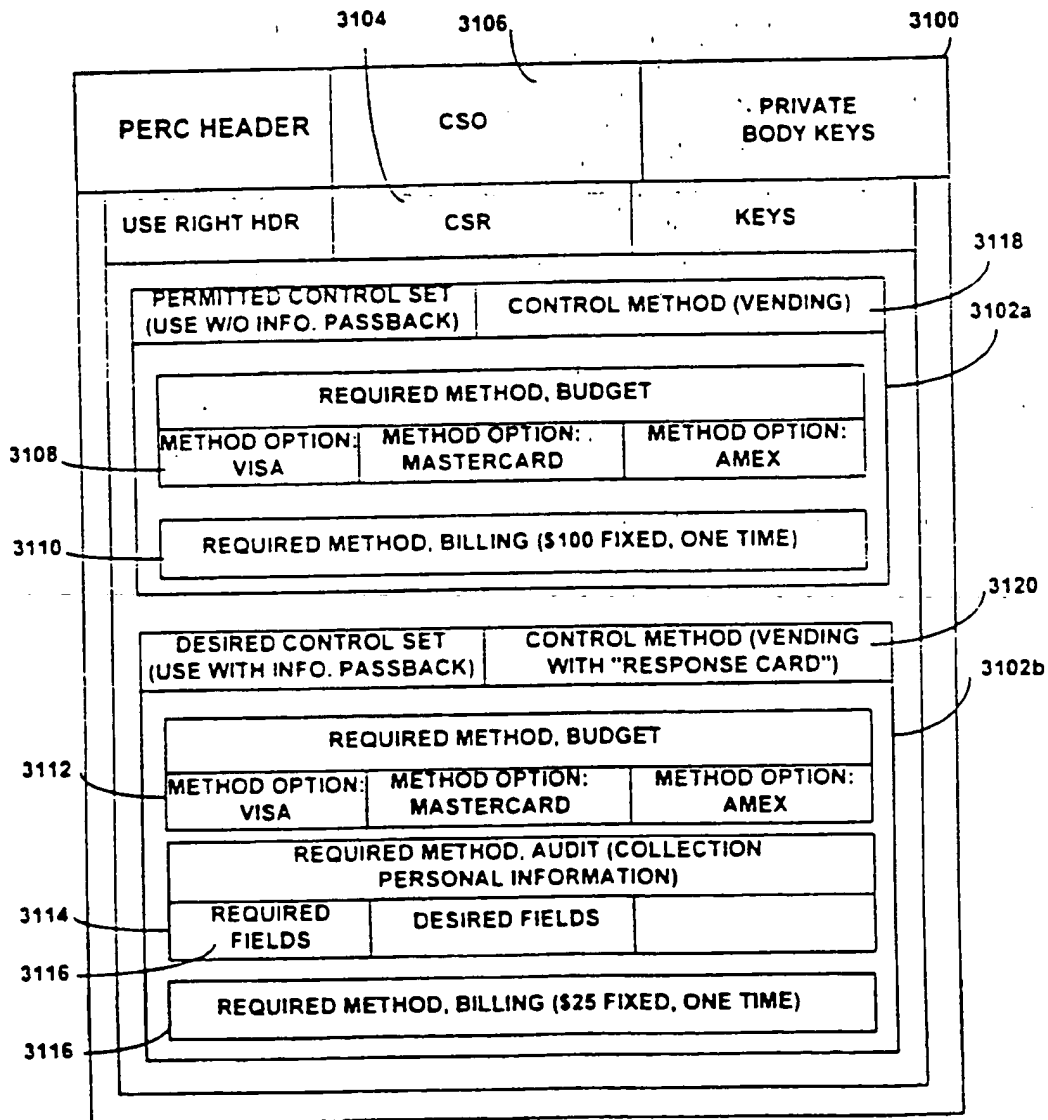 3104
3106
3100
PERC HEADER
CSO
PRIVATE
BODY KEYS
USE RIGHT HDR
CSR
KEYS
3118
PERMITTED CONTROL SET
(USE W/O INFO. PASSBACK)
CONTROL METHOD (VENDING)
3102a
REQUIRED METHOD, BUDGET
METHOD OPTION:
VISA
METHOD OPTION:
MASTERCARD
METHOD OPTION:
AMEX
3108
REQUIRED METHOD, BILLING ($100 FIXED, ONE TIME)
3110
3120
DESIRED CONTROL SET
(USE WITH INFO. PASSBACK)
CONTROL METHOD (VENDING
WITH "RESPONSE CARD")
3102b
REQUIRED METHOD, BUDGET
3112
METHOD OPTION:
VISA
METHOD OPTION:
MASTERCARD
METHOD OPTION:
AMEX
REQUIRED METHOD, AUDIT (COLLECTION
PERSONAL INFORMATION)
3114
REQUIRED
FIELDS
DESIRED FIELDS
3116
REQUIRED METHOD, BILLING ($25 FIXED, ONE TIME)
3116